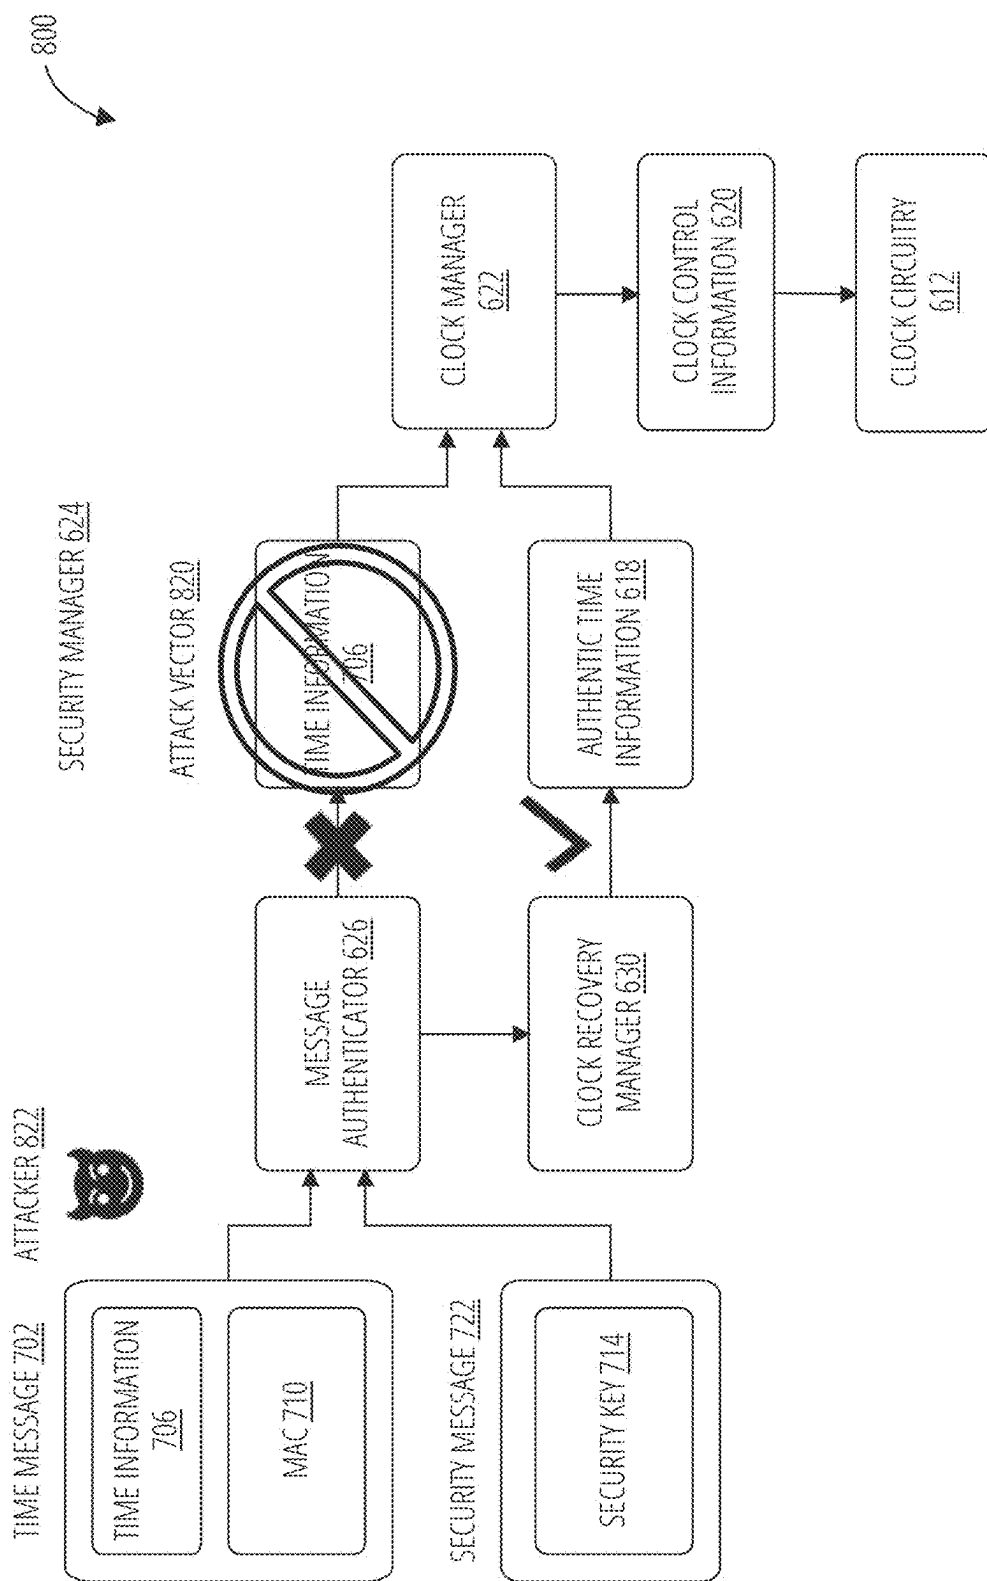 800
SECURITY MANAGER 624
TIME MESSAGE 702
ATTACKER 822
ATTACK VECTOR 820
TIME INFORMATION
706
MAC 710
MESSAGE
AUTHENTICATOR 626
TIME INFORMATION
706
CLOCK MANAGER
622
SECURITY MESSAGE 722
SECURITY KEY 714
CLOCK RECOVERY
MANAGER 630
AUTHENTIC TIME
INFORMATION 618
CLOCK CONTROL
INFORMATION 620
CLOCK CIRCUITRY
612